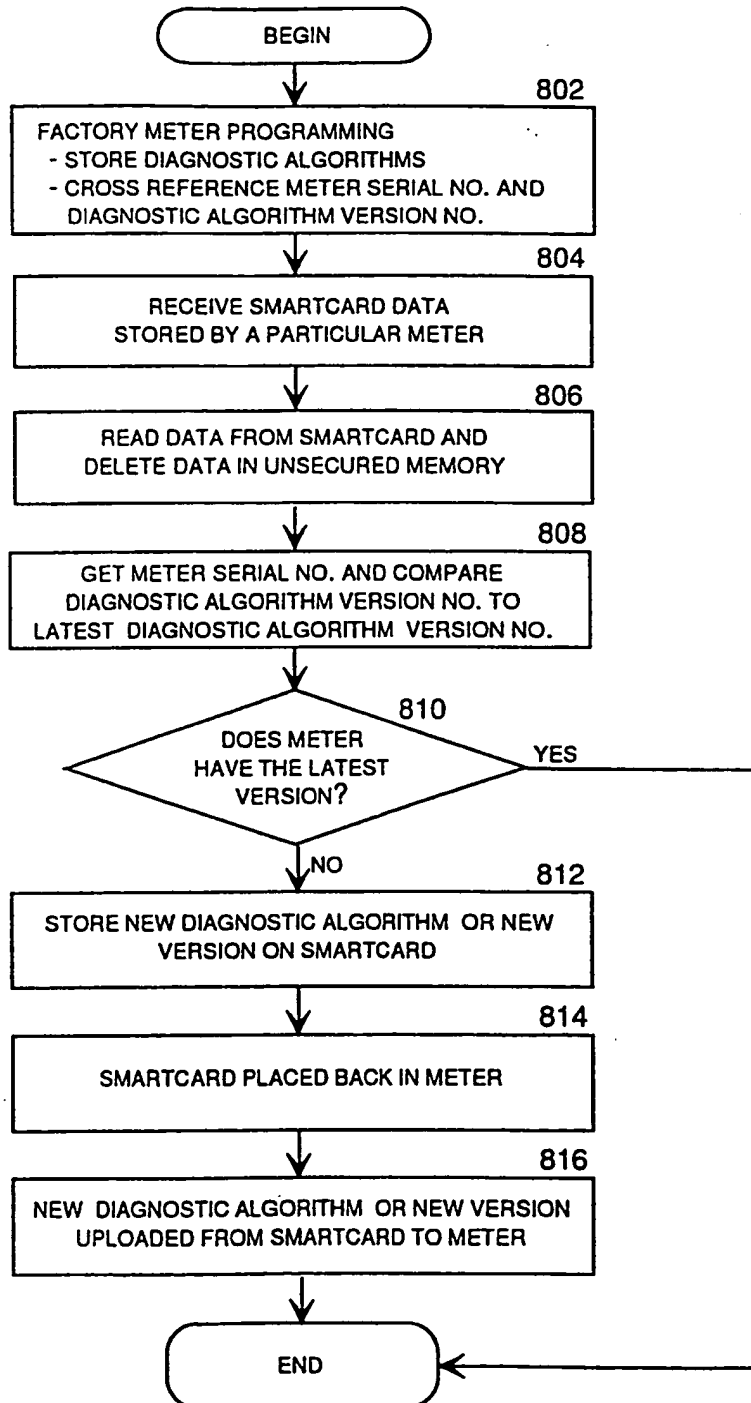 BEGIN
802
FACTORY METER PROGRAMMING
- STORE DIAGNOSTIC ALGORITHMS
- CROSS REFERENCE METER SERIAL NO. AND
DIAGNOSTIC ALGORITHM VERSION NO.
804
RECEIVE SMARTCARD DATA
STORED BY A PARTICULAR METER
806
READ DATA FROM SMARTCARD AND
DELETE DATA IN UNSECURED MEMORY
808
GET METER SERIAL NO. AND COMPARE
DIAGNOSTIC ALGORITHM VERSION NO. TO
LATEST DIAGNOSTIC ALGORITHM VERSION NO.
810
DOES METER
HAVE THE LATEST
VERSION?
YES
NO
812
STORE NEW DIAGNOSTIC ALGORITHM OR NEW
VERSION ON SMARTCARD
814
SMARTCARD PLACED BACK IN METER
816
NEW DIAGNOSTIC ALGORITHM OR NEW VERSION
UPLOADED FROM SMARTCARD TO METER
END